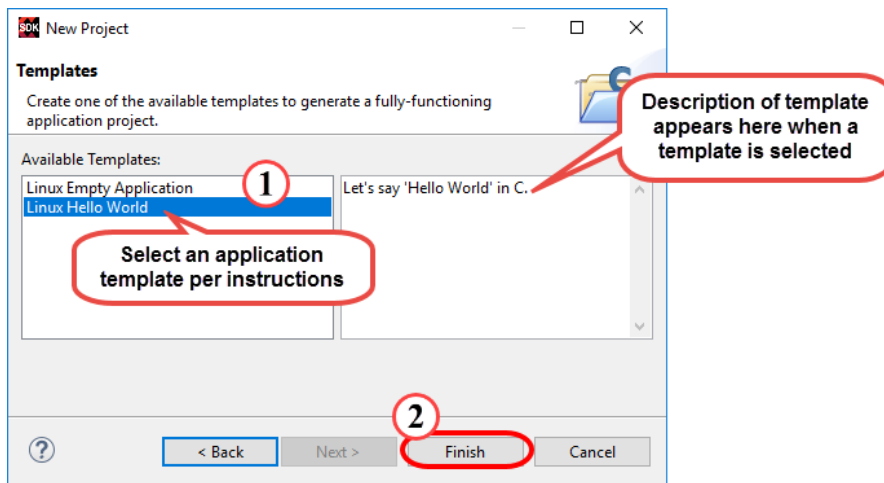 SDK New Project
Templates
Create one of the available templates to generate a fully-functioning
application project.
Description of template
appears here when a
template is selected
Available Templates:
1
Linux Empty Application
Linux Hello World
Let's say 'Hello World' in C.
Select an application
template per instructions
2
? < Back Next > Finish Cancel